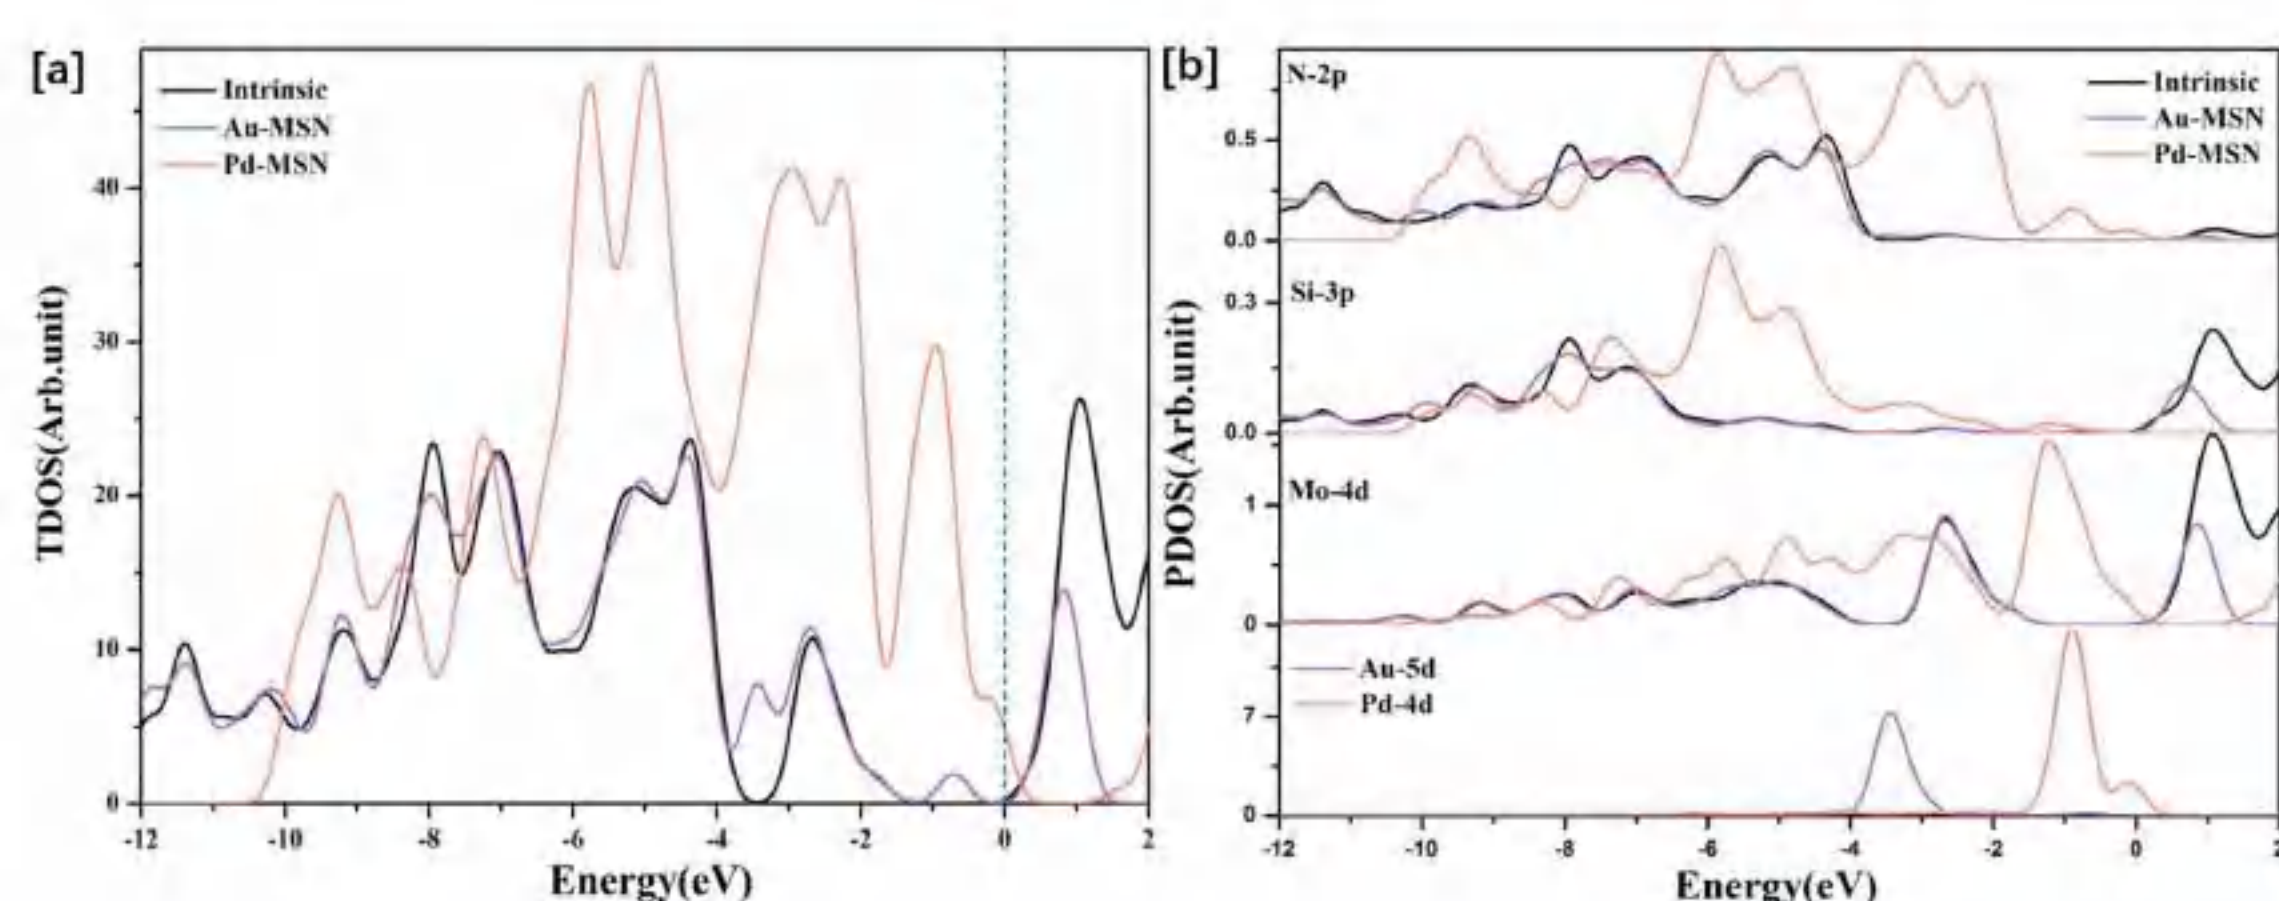 [a]
Intrinsic
Au-MSN
Pd-MSN
TDOS(Arb.unit)
40
30
20
10
0
-12 -10 -8 -6 -4 -2 0 2
Energy(eV)
[b]
N-2p
Intrinsic
Au-MSN
Pd-MSN
PDOS(Arb.unit)
0.5
0.0
Si-3p
0.3
0.0
Mo-4d
1
0
Au-5d
Pd-4d
7
0
-12 -10 -8 -6 -4 -2 0 2
Energy(eV)